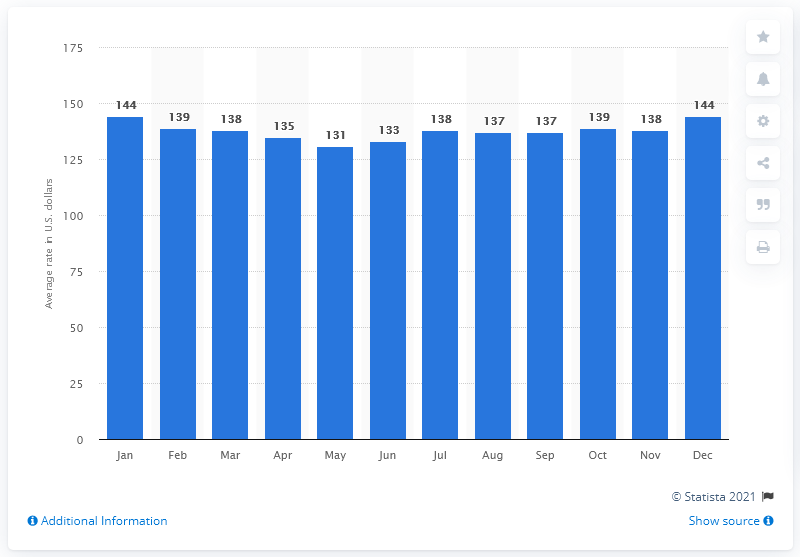 175
150
125
100
75
50
25
0
Average rate in U.S. dollars
144 139 138 135 131 133 138 137 137 139 138 144
Jan Feb Mar Apr May Jun Jul Aug Sep Oct Nov Dec
© Statista 2021
Additional Information
Show source